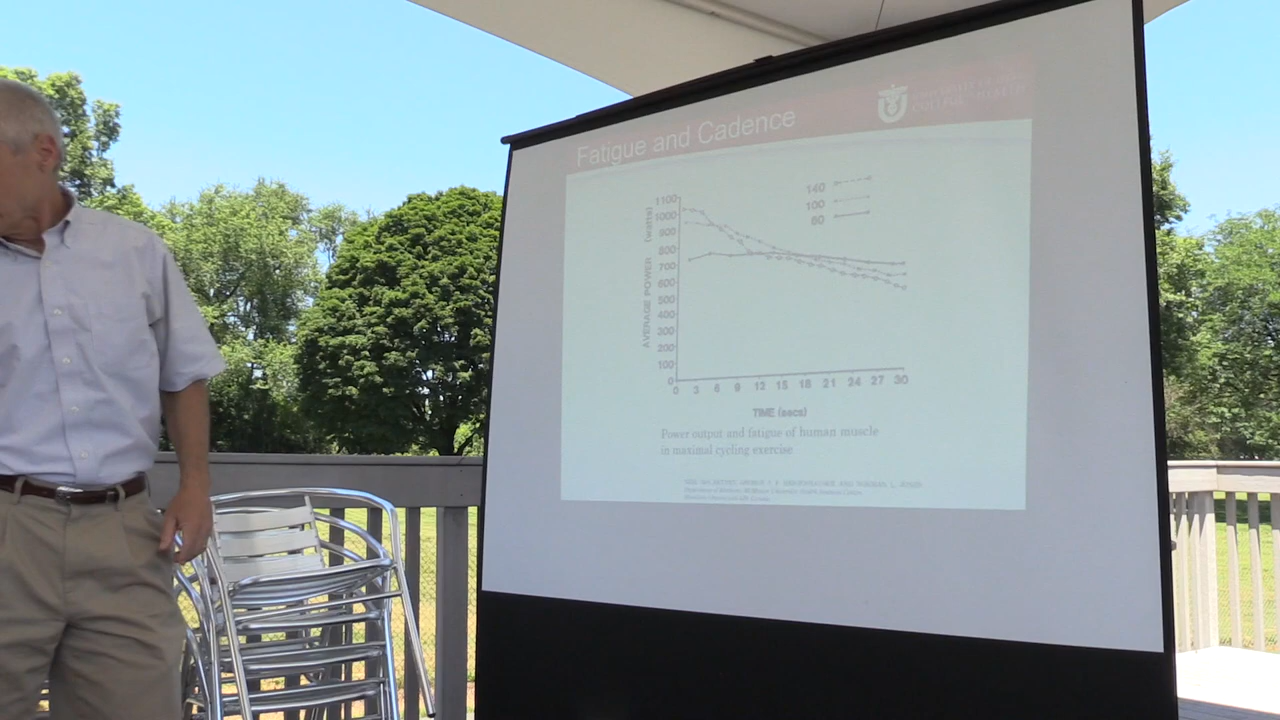 Fatigue and Cadence
140
100
60
1100
1000
900
800
700
600
500
400
300
200
100
0
AVERAGE POWER (watts)
0 3 6 9 12 15 18 21 24 27 30
TIME (secs)
Power output and fatigue of human muscle
in maximal cycling exercise